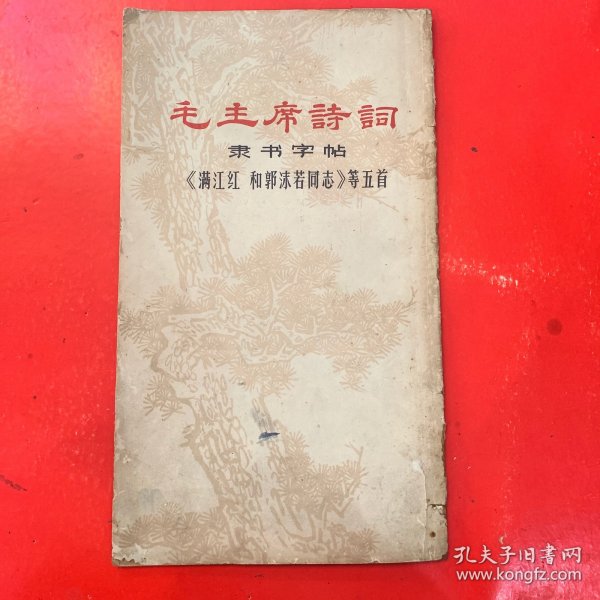 毛主席詩詞
隶书字帖
《满江红 和郭沫若同志》等五首
孔夫子旧书网
www.kongfz.com